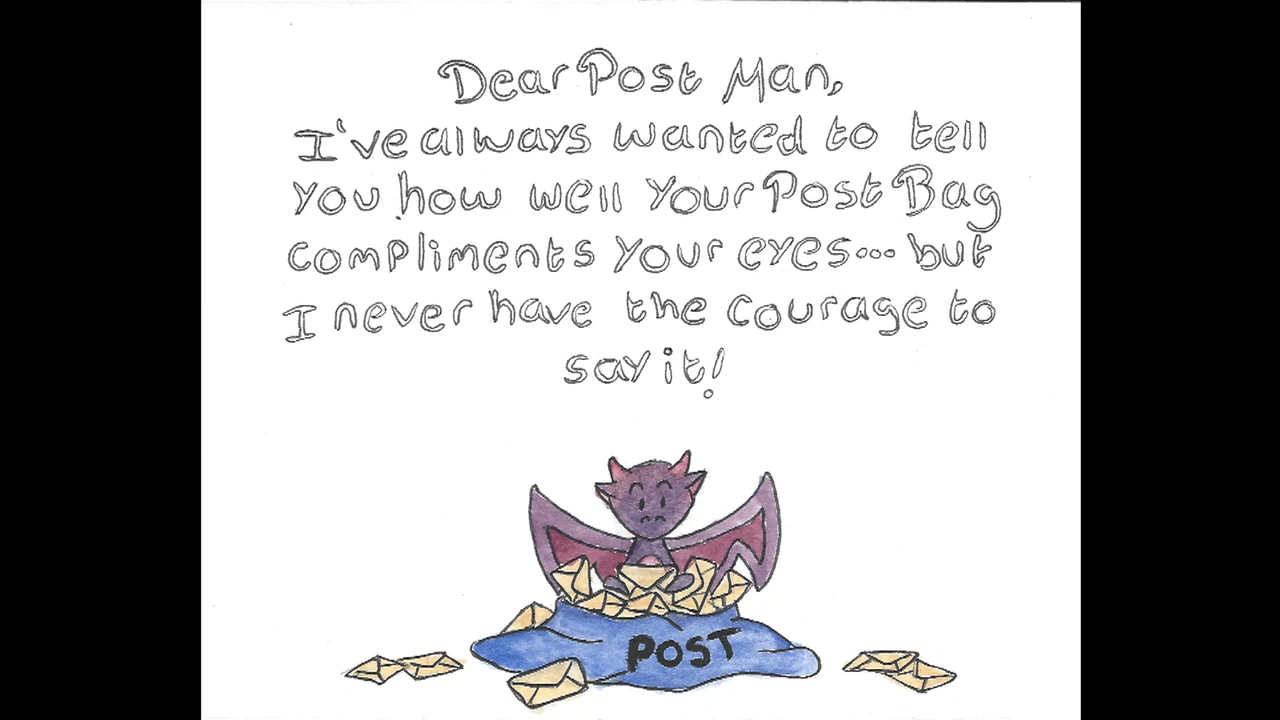 Dear Post Man,
I've always wanted to tell
you how well your Post Bag
compliments your eyes... but
I never have the courage to
say it!
POST